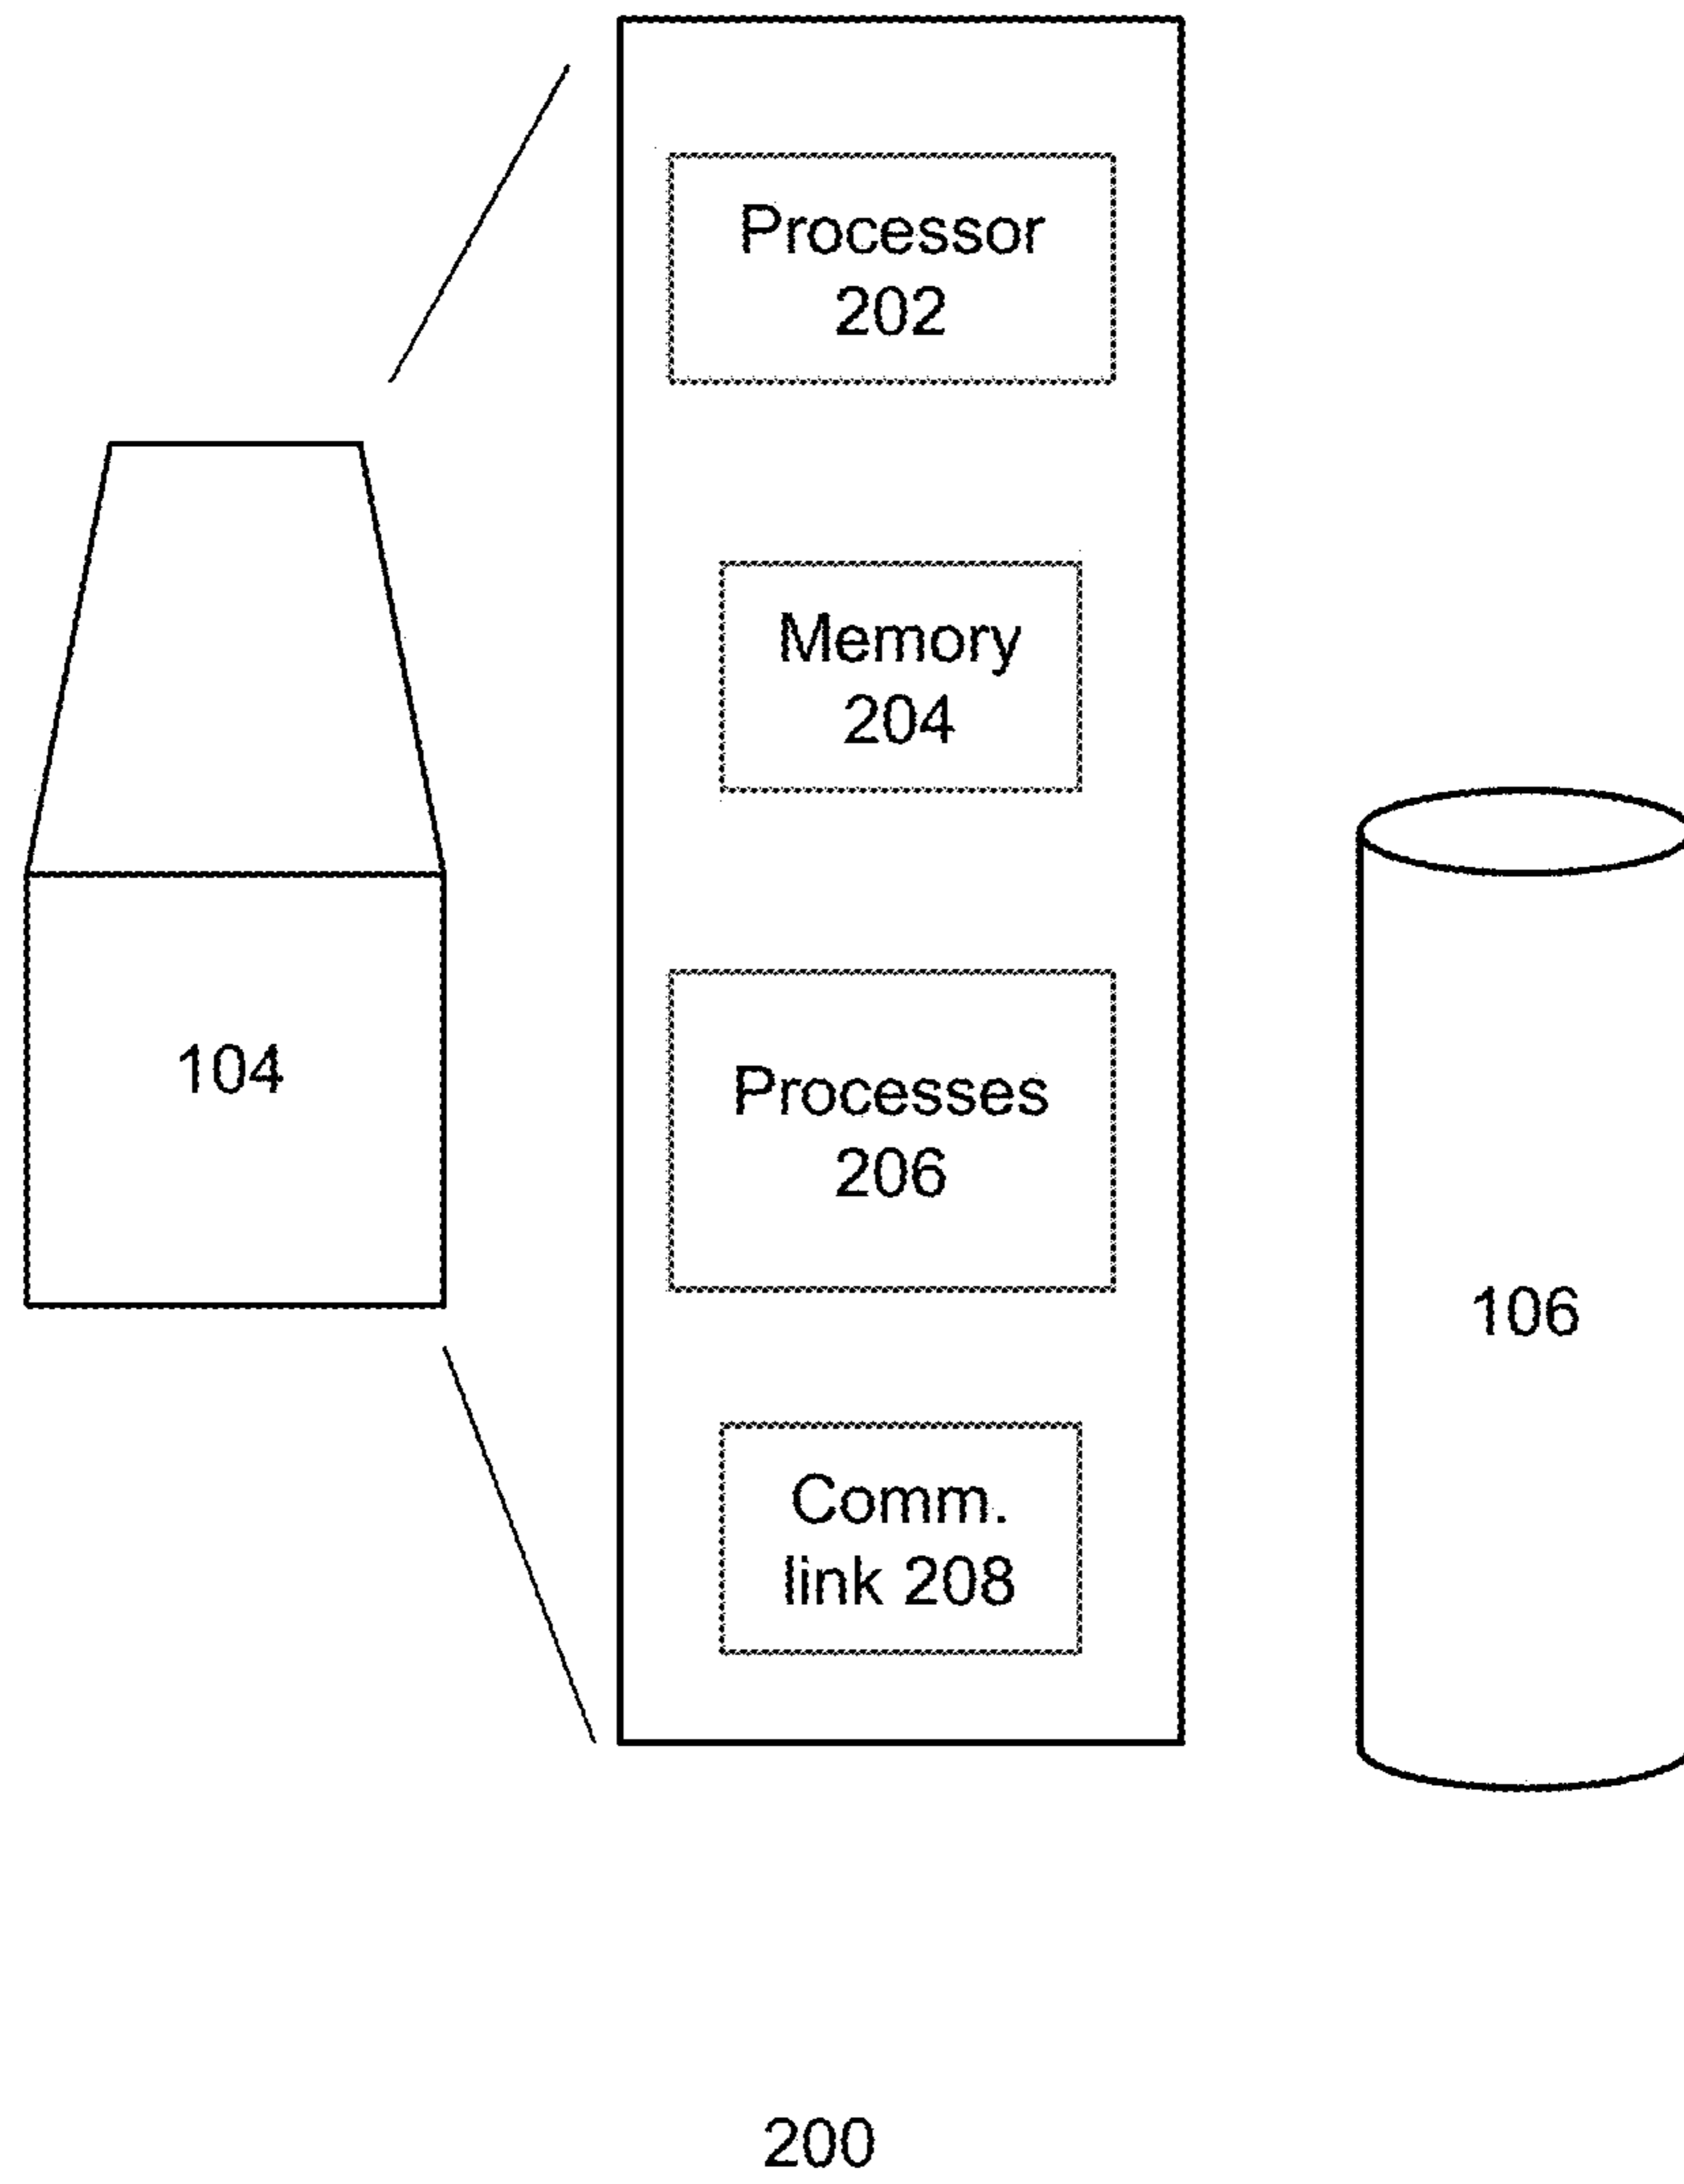 Processor
202
Memory
204
104
Processes
206
106
Comm.
link 208
200